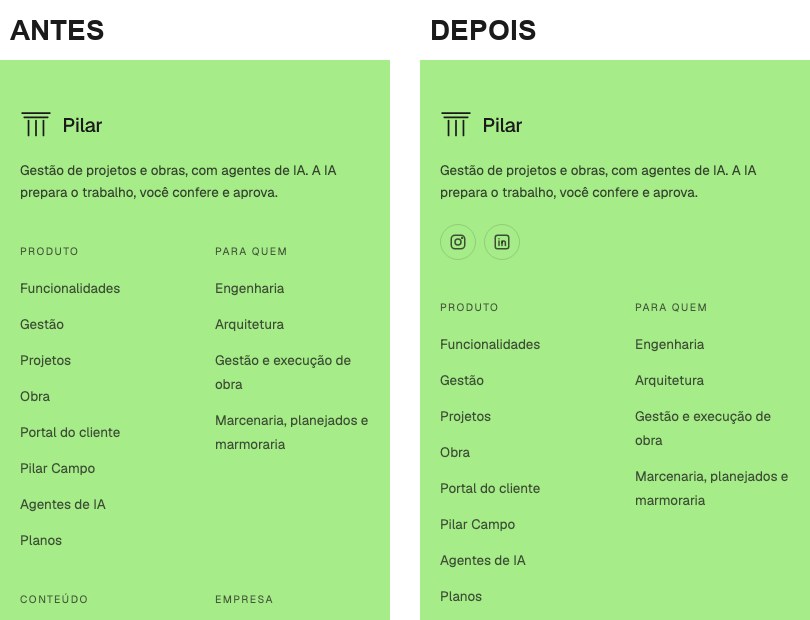 ANTES
Pilar
Gestão de projetos e obras, com agentes de IA. A IA
prepara o trabalho, você confere e aprova.
PRODUTO
Funcionalidades
Gestão
Projetos
Obra
Portal do cliente
Pilar Campo
Agentes de IA
Planos
PARA QUEM
Engenharia
Arquitetura
Gestão e execução de
obra
Marcenaria, planejados e
marmoraria
CONTEÚDO
EMPRESA
DEPOIS
Pilar
Gestão de projetos e obras, com agentes de IA. A IA
prepara o trabalho, você confere e aprova.
in
PRODUTO
Funcionalidades
Gestão
Projetos
Obra
Portal do cliente
Pilar Campo
Agentes de IA
Planos
PARA QUEM
Engenharia
Arquitetura
Gestão e execução de
obra
Marcenaria, planejados e
marmoraria